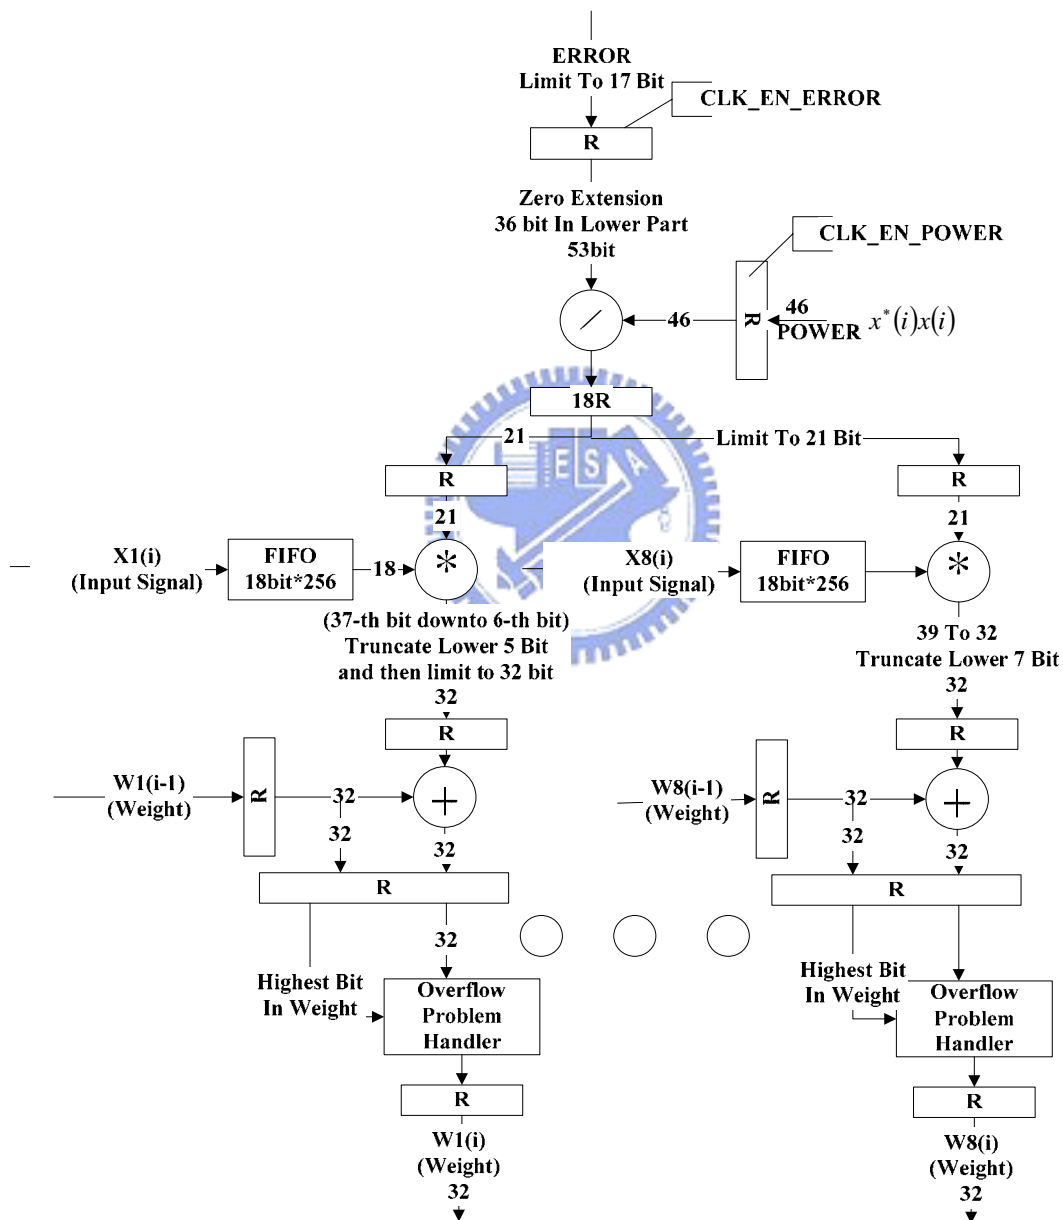 ERROR
Limit To 17 Bit
CLK_EN_ERROR
R
Zero Extension
36 bit In Lower Part
53bit
CLK_EN_POWER
46
R
46
POWER
x*(i)x(i)
18R
21
Limit To 21 Bit
R
R
21
21
X1(i)
(Input Signal)
FIFO
18bit*256
18
*
X8(i)
(Input Signal)
FIFO
18bit*256
*
ESA
(37-th bit downto 6-th bit)
Truncate Lower 5 Bit
and then limit to 32 bit
32
39 To 32
Truncate Lower 7 Bit
32
R
R
W1(i-1)
(Weight)
R
32
+
W8(i-1)
(Weight)
R
32
+
32
32
32
32
R
R
32
Highest Bit
In Weight
Overflow
Problem
Handler
Highest Bit
In Weight
Overflow
Problem
Handler
R
R
W1(i)
(Weight)
32
W8(i)
(Weight)
32